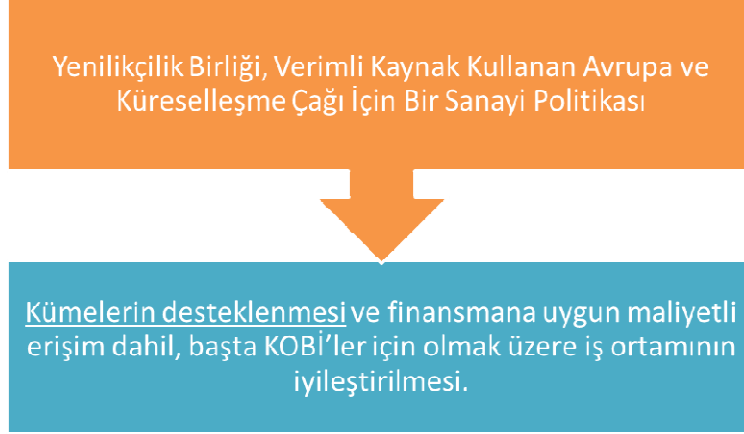 Yenilikçilik Birliği, Verimli Kaynak Kullanan Avrupa ve
Küreselleşme Çağı İçin Bir Sanayi Politikası
Kümelerin desteklenmesi ve finansmana uygun maliyetli
erişim dahil, başta KOBİ’ler için olmak üzere iş ortamının
iyileştirilmesi.